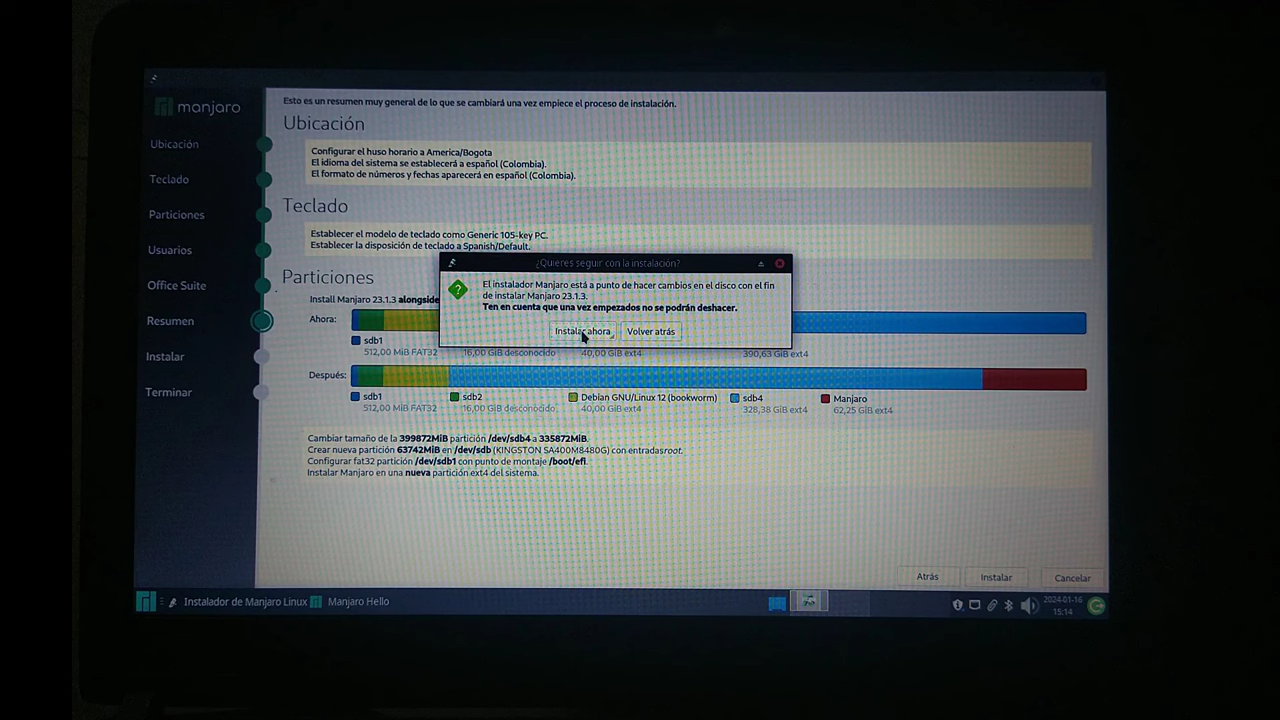 manjaro
Ubicación
Teclado
Particiones
Usuarios
Office Suite
Resumen
Instalar
Terminar
Esto es un resumen muy general de lo que se cambiará una vez empiece el proceso de instalación.
Ubicación
Configurar el huso horario a America/Bogota
El idioma del sistema se establecerá a español (Colombia).
El formato de números y fechas aparecerá en español (Colombia).
Teclado
Establecer el modelo de teclado como Generic 105-key PC.
Establecer la disposición de teclado a Spanish/Default.
¿Quieres seguir con la instalación?
El instalador Manjaro está a punto de hacer cambios en el disco con el fin
de instalar Manjaro 23.1.3.
Ten en cuenta que una vez empezados no se podrán deshacer.
Instalar ahora Volver atrás
Particiones
Install Manjaro 23.1.3 alongside
Ahora:
sdb1
512,00 MiB FAT32 16,00 GiB desconocido 40,00 GiB ext4 390,63 GiB ext4
Después:
sdb1 sdb2 Debian GNU/Linux 12 (bookworm) sdb4 Manjaro
512,00 MiB FAT32 16,00 GiB desconocido 40,00 GiB ext4 328,38 GiB ext4 62,25 GiB ext4
Cambiar tamaño de la 399872MiB partición /dev/sdb4 a 335872MiB.
Crear nueva partición 63742MiB en /dev/sdb (KINGSTON SA400M8480G) con entradas root.
Configurar fat32 partición /dev/sdb1 con punto de montaje /boot/efi.
Instalar Manjaro en una nueva partición ext4 del sistema.
Atrás Instalar Cancelar
Instalador de Manjaro Linux Manjaro Hello
2024-01-16
15:14